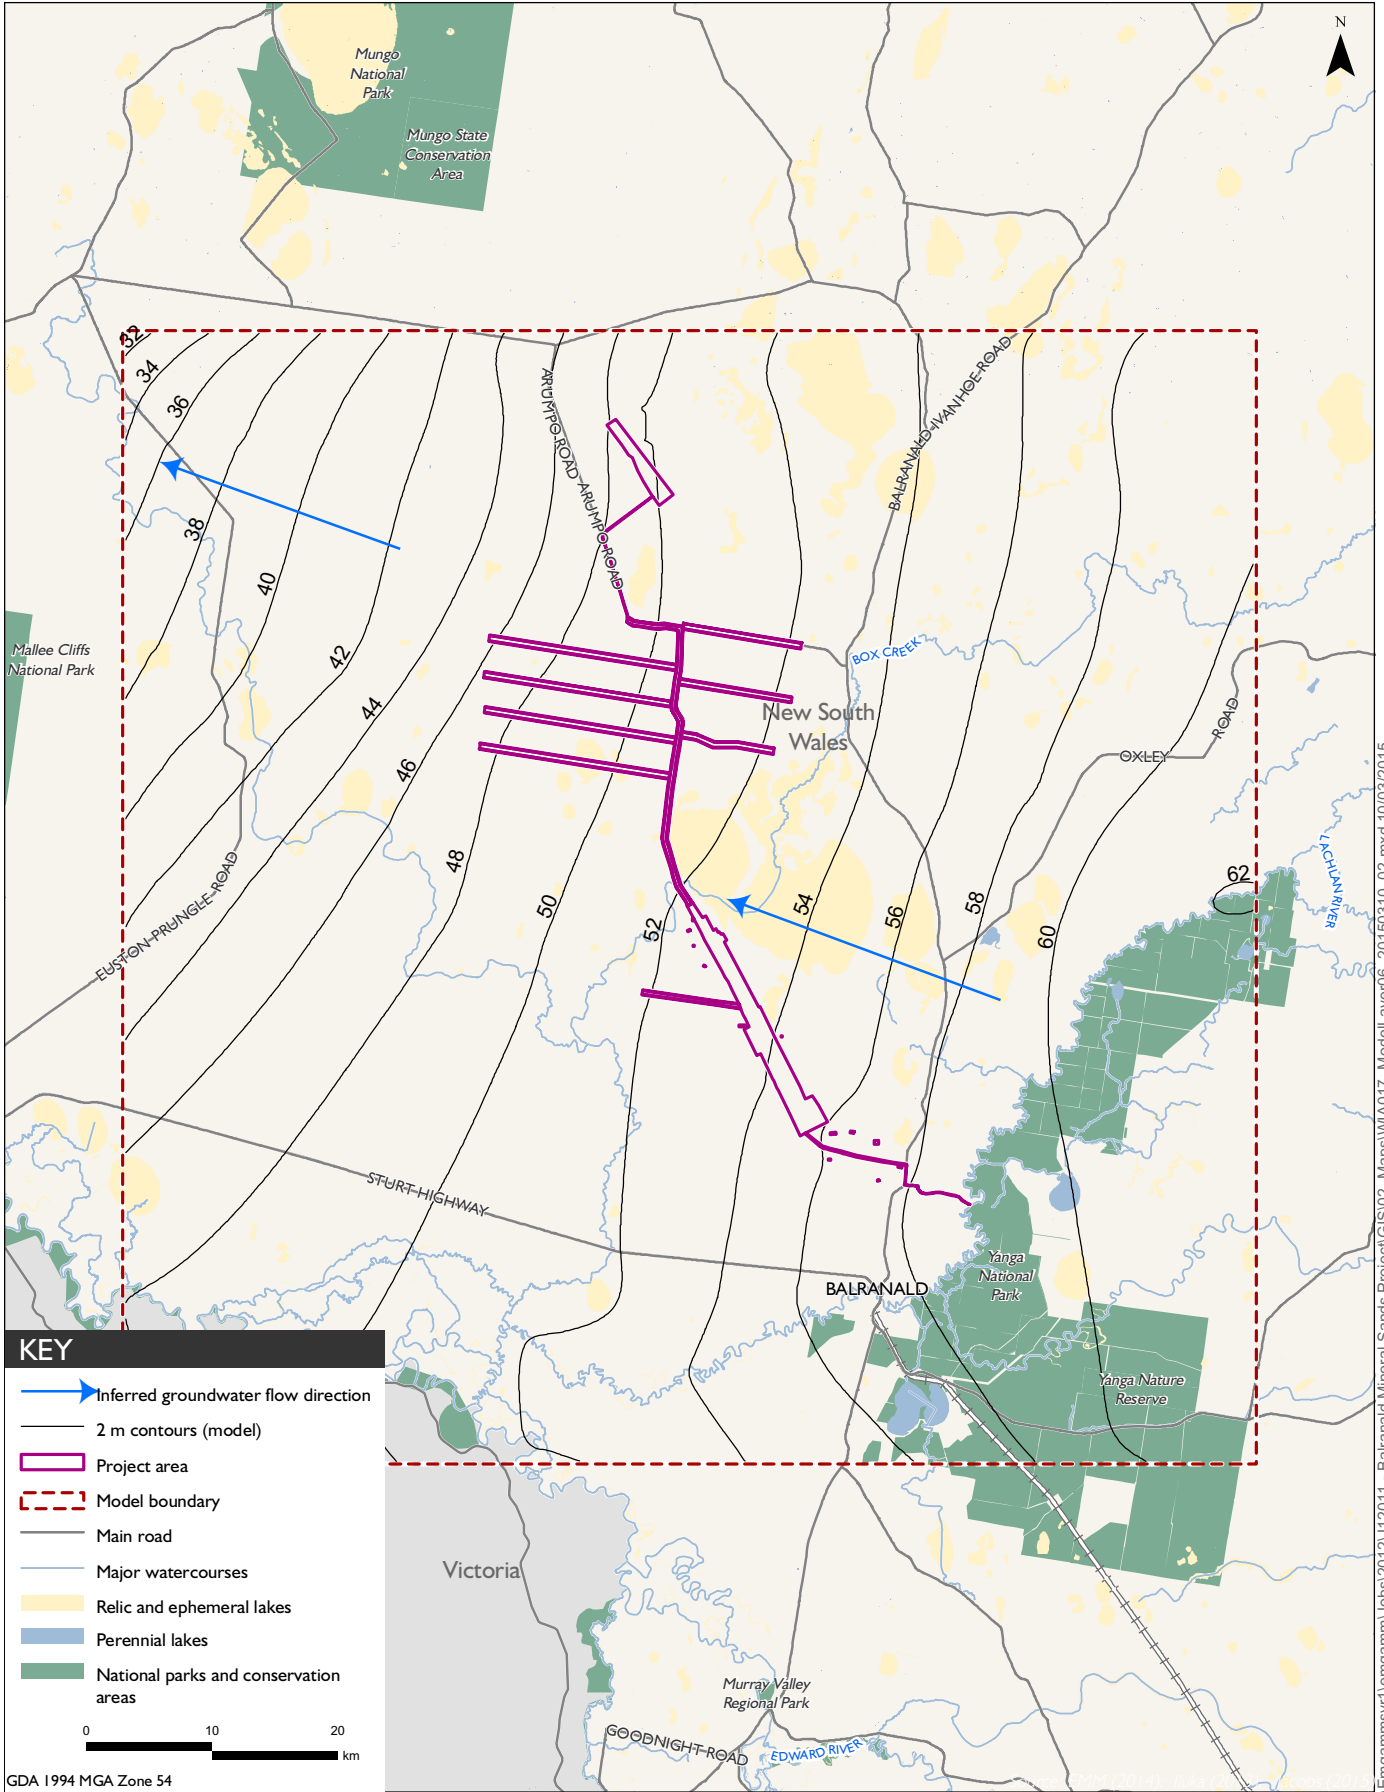 N
Mungo
National
Park
Mungo State
Conservation
Area
32
34
36
38
40
42
44
46
48
50
52
54
56
58
60
62
ARUMPO ROAD
ARUMPO ROAD
BALRANALD-IVANHOE-ROAD
Mallee Cliffs
National Park
BOX CREEK
New South
Wales
OXLEY
ROAD
LACHLAN RIVER
EUSTON-PRUNGLE-ROAD
STURT HIGHWAY
BALRANALD
Yanga
National
Park
Yanga Nature
Reserve
Victoria
Murray Valley
Regional Park
GOODNIGHT ROAD
EDWARD RIVER
KEY
Inferred groundwater flow direction
2 m contours (model)
Project area
Model boundary
Main road
Major watercourses
Relic and ephemeral lakes
Perennial lakes
National parks and conservation
areas
0
10
20
km
GDA 1994 MGA Zone 54